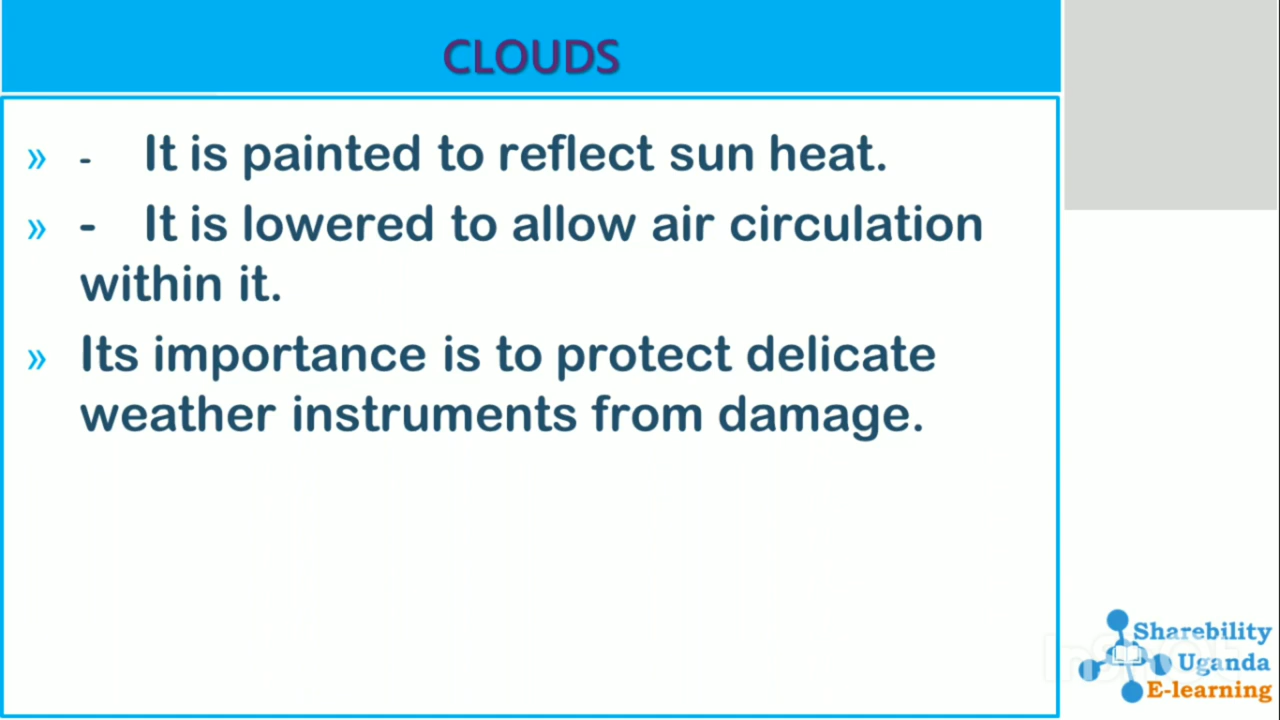 CLOUDS
» - It is painted to reflect sun heat.
» - It is lowered to allow air circulation
within it.
» Its importance is to protect delicate
weather instruments from damage.
Sharebility
Uganda
E-learning